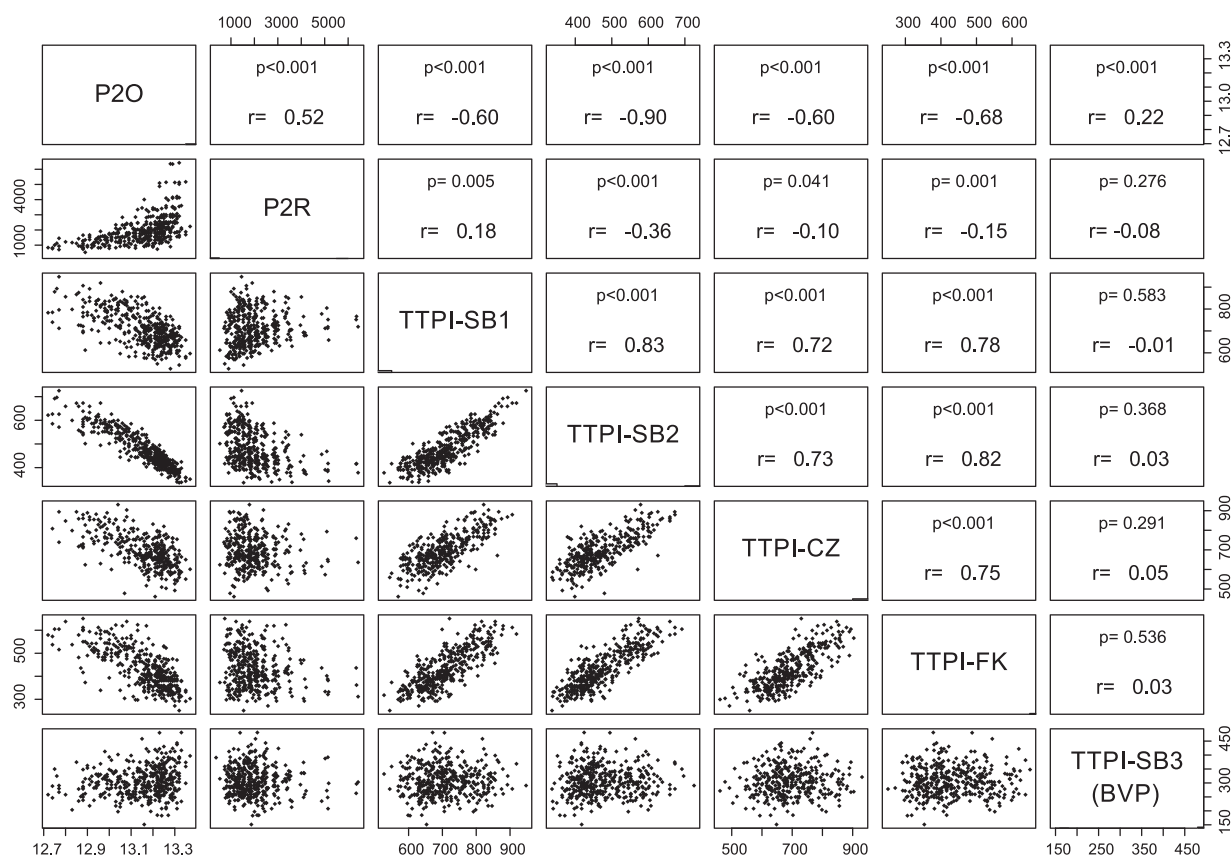 1000 3000 5000 400 500 600 700 300 400 500 600
P2O p<0.001 p<0.001 p<0.001 p<0.001 p<0.001 p<0.001 13.3
r= 0.52 r= -0.60 r= -0.90 r= -0.60 r= -0.68 r= 0.22 13.0
12.7
4000 P2R p= 0.005 p<0.001 p= 0.041 p= 0.001 p= 0.276
1000 r= 0.18 r= -0.36 r= -0.10 r= -0.15 r= -0.08
TTPI-SB1 p<0.001 p<0.001 p<0.001 p= 0.583 800
r= 0.83 r= 0.72 r= 0.78 r= -0.01 600
600 TTPI-SB2 p<0.001 p<0.001 p= 0.368
400 r= 0.73 r= 0.82 r= 0.03
TTPI-CZ p<0.001 p= 0.291 900
r= 0.75 r= 0.05 700
500
500 TTPI-FK p= 0.536
300 r= 0.03
TTPI-SB3 450
(BVP) 300
150
12.7 12.9 13.1 13.3 600 700 800 900 500 700 900 150 250 350 450